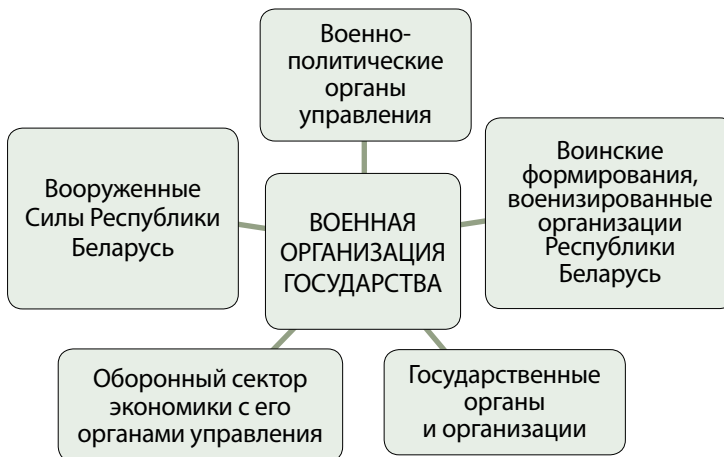 Военно-
политические
органы
управления
Вооруженные
Силы Республики
Беларусь
ВОЕННАЯ
ОРГАНИЗАЦИЯ
ГОСУДАРСТВА
Воинские
формирования,
военизированные
организации
Республики
Беларусь
Оборонный сектор
экономики с его
органами управления
Государственные
органы
и организации